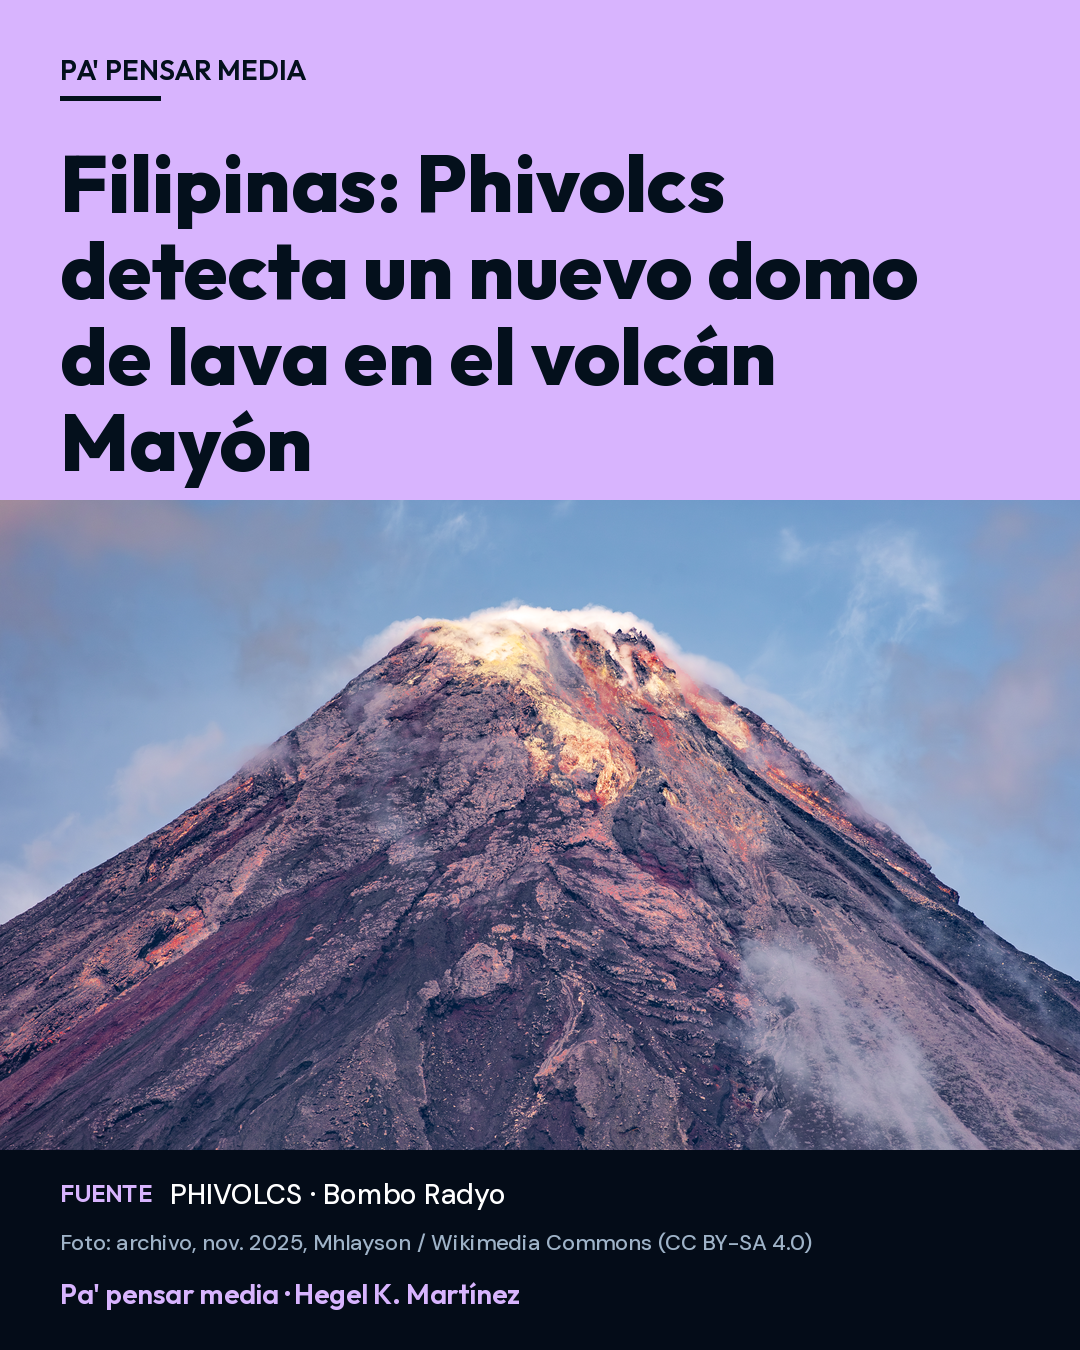 PA' PENSAR MEDIA
Filipinas: Phivolcs
detecta un nuevo domo
de lava en el volcán
Mayón
FUENTE PHIVOLCS · Bombo Radyo
Foto: archivo, nov. 2025, Mhlayson / Wikimedia Commons (CC BY-SA 4.0)
Pa' pensar media · Hegel K. Martínez